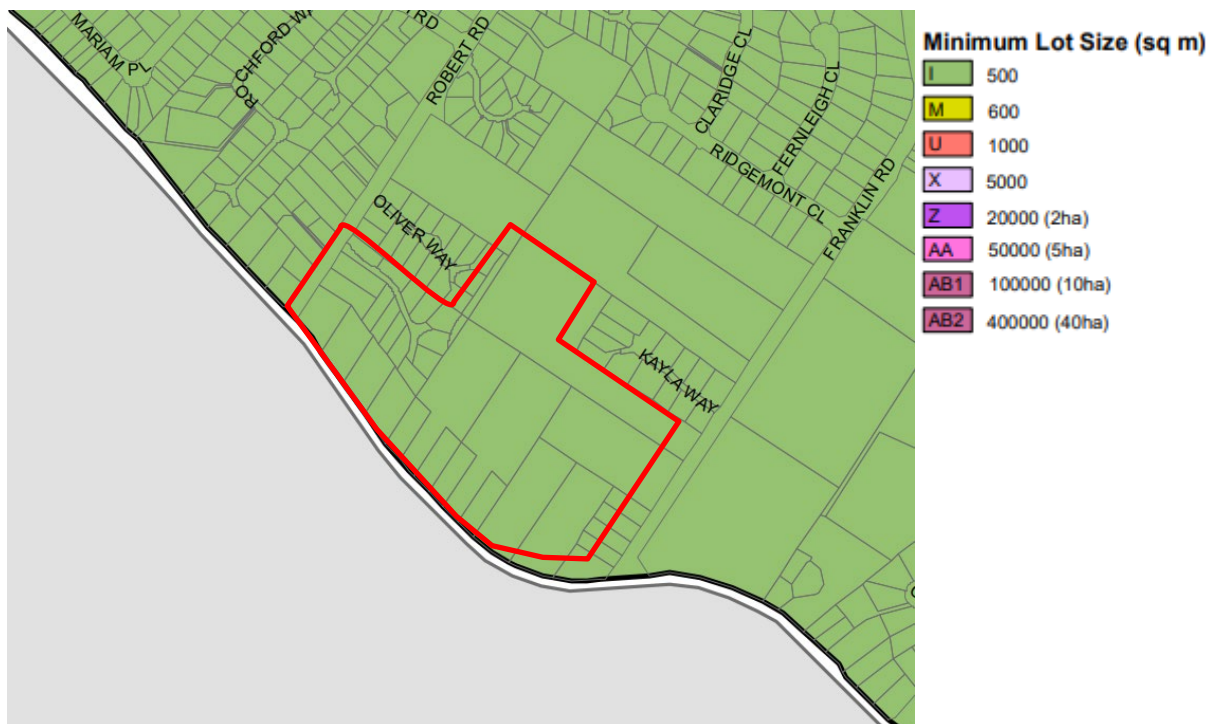 MARIAM PL
ROCHFORD WY
RD
ROBERT RD
CLARIDGE CL
FERNLEIGH CL
RIDGEMONT CL
FRANKLIN RD
OLIVER WAY
KAYLA WAY
Minimum Lot Size (sq m)
I 500
M 600
U 1000
X 5000
Z 20000 (2ha)
AA 50000 (5ha)
AB1 100000 (10ha)
AB2 400000 (40ha)